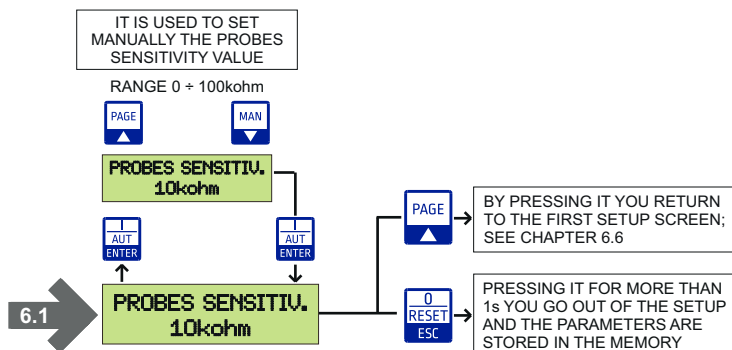 IT IS USED TO SET
MANUALLY THE PROBES
SENSITIVITY VALUE
RANGE 0 ÷ 100kohm
PAGE
MAN
PROBES SENSITIV.
10kohm
I
AUT
ENTER
I
AUT
ENTER
PAGE
BY PRESSING IT YOU RETURN
TO THE FIRST SETUP SCREEN;
SEE CHAPTER 6.6
6.1
PROBES SENSITIV.
10kohm
0
RESET
ESC
PRESSING IT FOR MORE THAN
1s YOU GO OUT OF THE SETUP
AND THE PARAMETERS ARE
STORED IN THE MEMORY